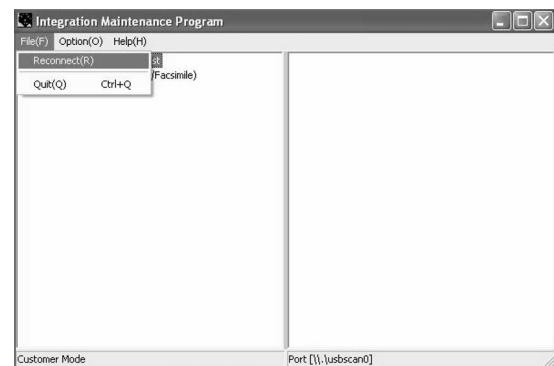 Integration Maintenance Program
File(F) Option(O) Help(H)
Reconnect(R) st
Quit(Q) Ctrl+Q /Facsimile)
Customer Mode Port [\\.\usbscan0]